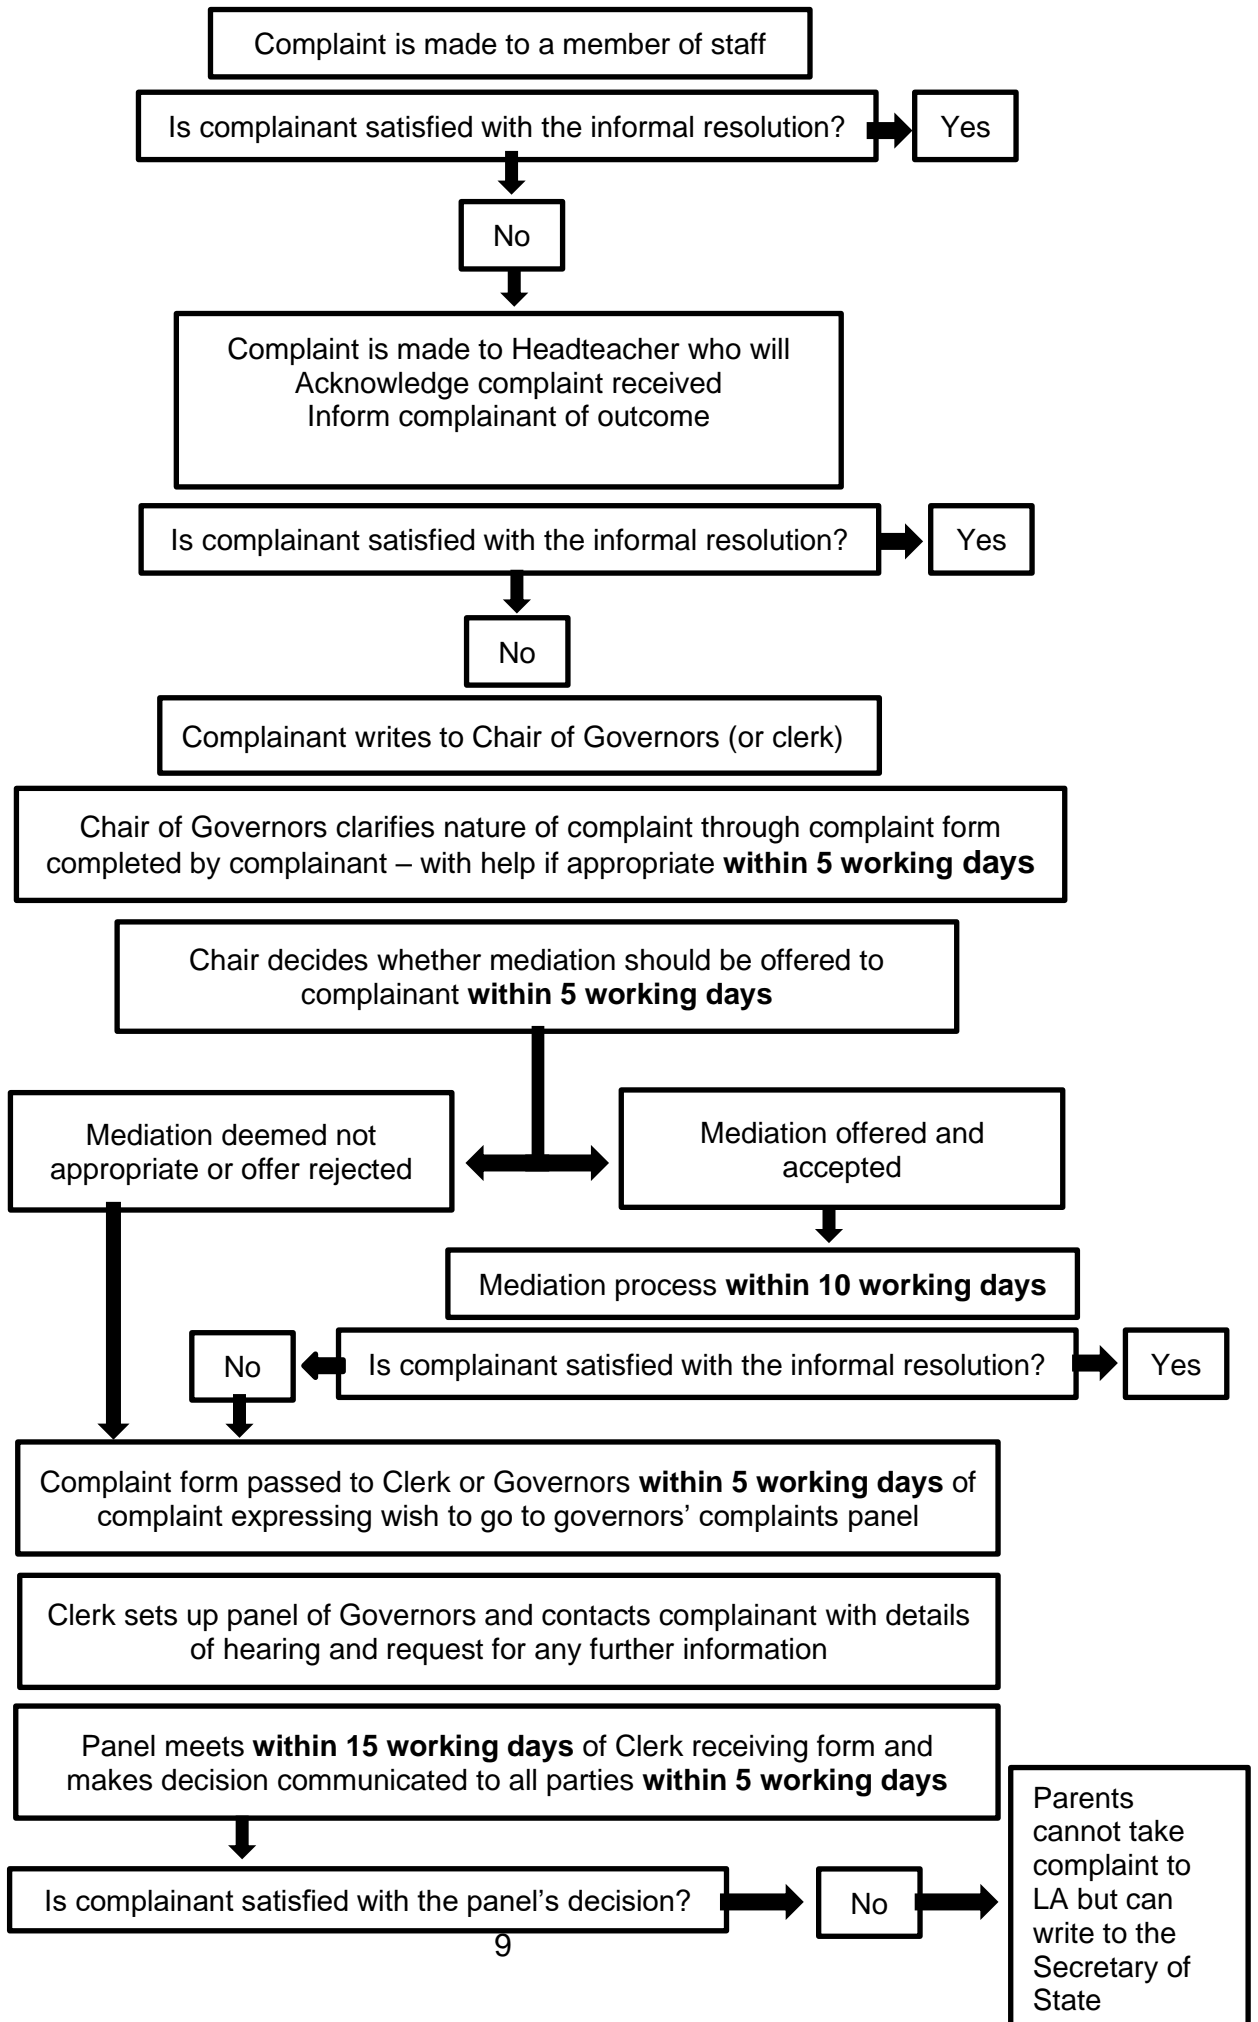 Complaint is made to a member of staff
Is complainant satisfied with the informal resolution?
Yes
No
Complaint is made to Headteacher who will
Acknowledge complaint received
Inform complainant of outcome
Is complainant satisfied with the informal resolution?
Yes
No
Complainant writes to Chair of Governors (or clerk)
Chair of Governors clarifies nature of complaint through complaint form
completed by complainant – with help if appropriate within 5 working days
Chair decides whether mediation should be offered to
complainant within 5 working days
Mediation deemed not
appropriate or offer rejected
Mediation offered and
accepted
Mediation process within 10 working days
No
Is complainant satisfied with the informal resolution?
Yes
Complaint form passed to Clerk or Governors within 5 working days of
complaint expressing wish to go to governors’ complaints panel
Clerk sets up panel of Governors and contacts complainant with details
of hearing and request for any further information
Panel meets within 15 working days of Clerk receiving form and
makes decision communicated to all parties within 5 working days
Is complainant satisfied with the panel’s decision?
No
Parents
cannot take
complaint to
LA but can
write to the
Secretary of
State
9